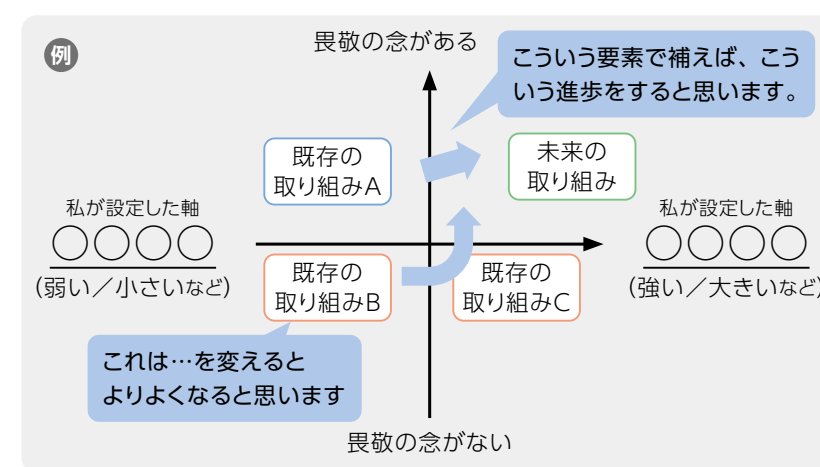 例
畏敬の念がある
こういう要素で補えば、こう
いう進歩をすると思います。
既存の
取り組みA
未来の
取り組み
私が設定した軸
○○○○
(弱い／小さいなど)
私が設定した軸
○○○○
(強い／大きいなど)
既存の
取り組みB
既存の
取り組みC
これは…を変えると
よりよくなると思います
畏敬の念がない